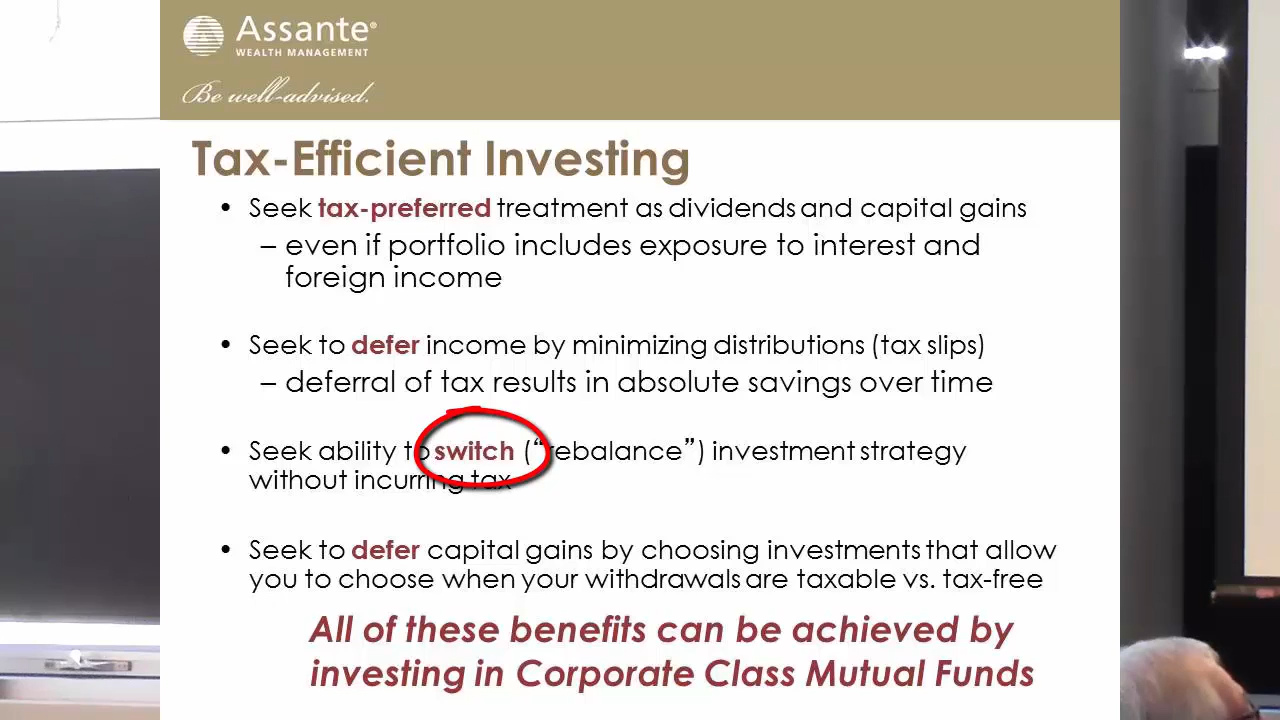 Assante®
WEALTH MANAGEMENT
Be well-advised.
Tax-Efficient Investing
• Seek tax-preferred treatment as dividends and capital gains
– even if portfolio includes exposure to interest and
foreign income
• Seek to defer income by minimizing distributions (tax slips)
– deferral of tax results in absolute savings over time
• Seek ability to switch (“rebalance”) investment strategy
without incurring tax
• Seek to defer capital gains by choosing investments that allow
you to choose when your withdrawals are taxable vs. tax-free
All of these benefits can be achieved by
investing in Corporate Class Mutual Funds